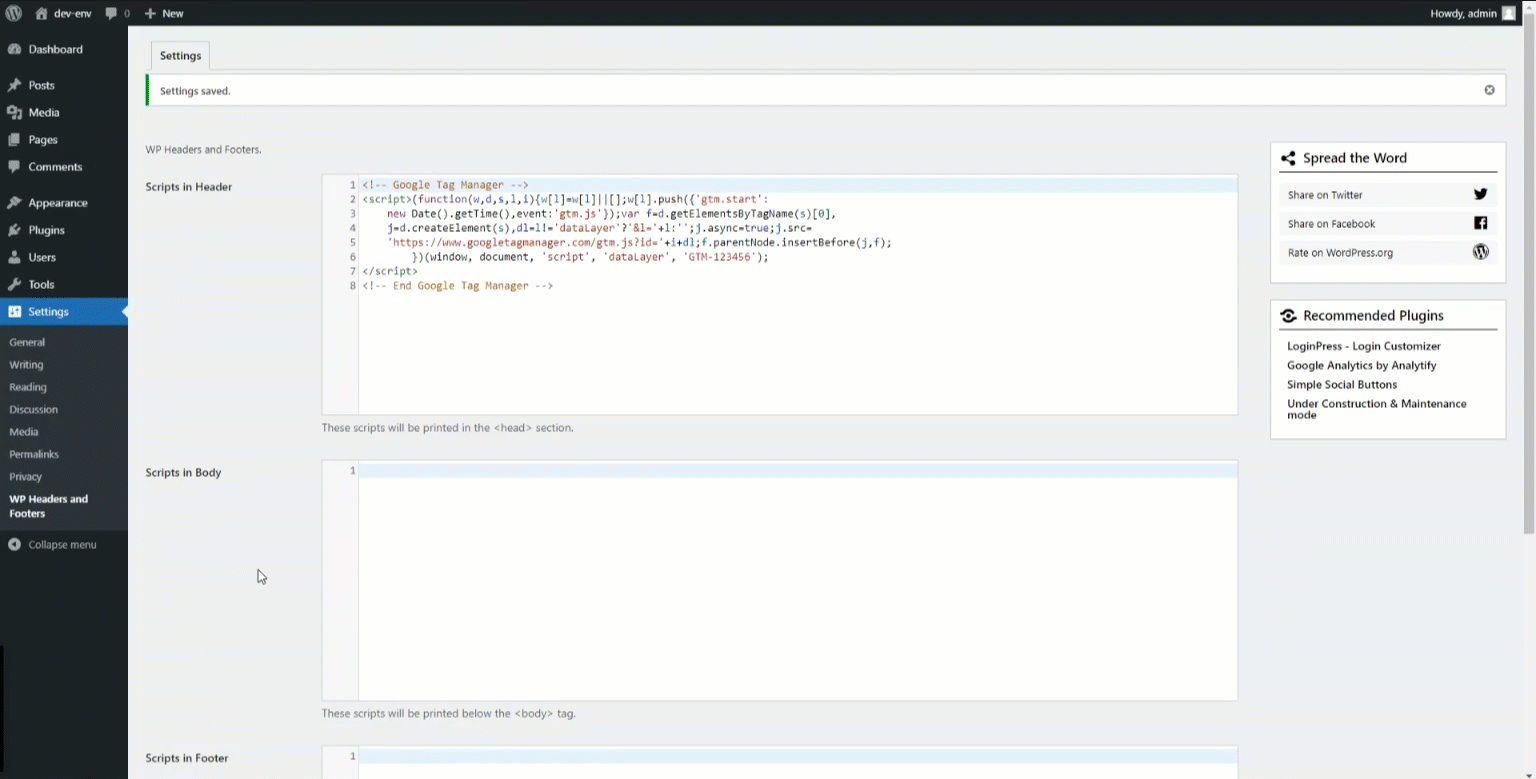 dev-env
0
New
Howdy, admin
Dashboard
Posts
Media
Pages
Comments
Appearance
Plugins
Users
Tools
Settings
General
Writing
Reading
Discussion
Media
Permalinks
Privacy
WP Headers and
Footers
Collapse menu
Settings
Settings saved.
WP Headers and Footers.
Scripts in Header
1 <!-- Google Tag Manager -->
2 <script>(function(w,d,s,l,i){w[l]=w[l]||[];w[l].push({'gtm.start':
3 new Date().getTime(),event:'gtm.js'});var f=d.getElementsByTagName(s)[0],
4 j=d.createElement(s),dl=l!='dataLayer'?'&l='+l:'';j.async=true;j.src=
5 'https://www.googletagmanager.com/gtm.js?id='+i+dl;f.parentNode.insertBefore(j,f);
6 })(window, document, 'script', 'dataLayer', 'GTM-123456');
7 </script>
8 <!-- End Google Tag Manager -->
These scripts will be printed in the <head> section.
Scripts in Body
1
These scripts will be printed below the <body> tag.
Scripts in Footer
1
Spread the Word
Share on Twitter
Share on Facebook
Rate on WordPress.org
Recommended Plugins
LoginPress - Login Customizer
Google Analytics by Analytify
Simple Social Buttons
Under Construction & Maintenance
mode